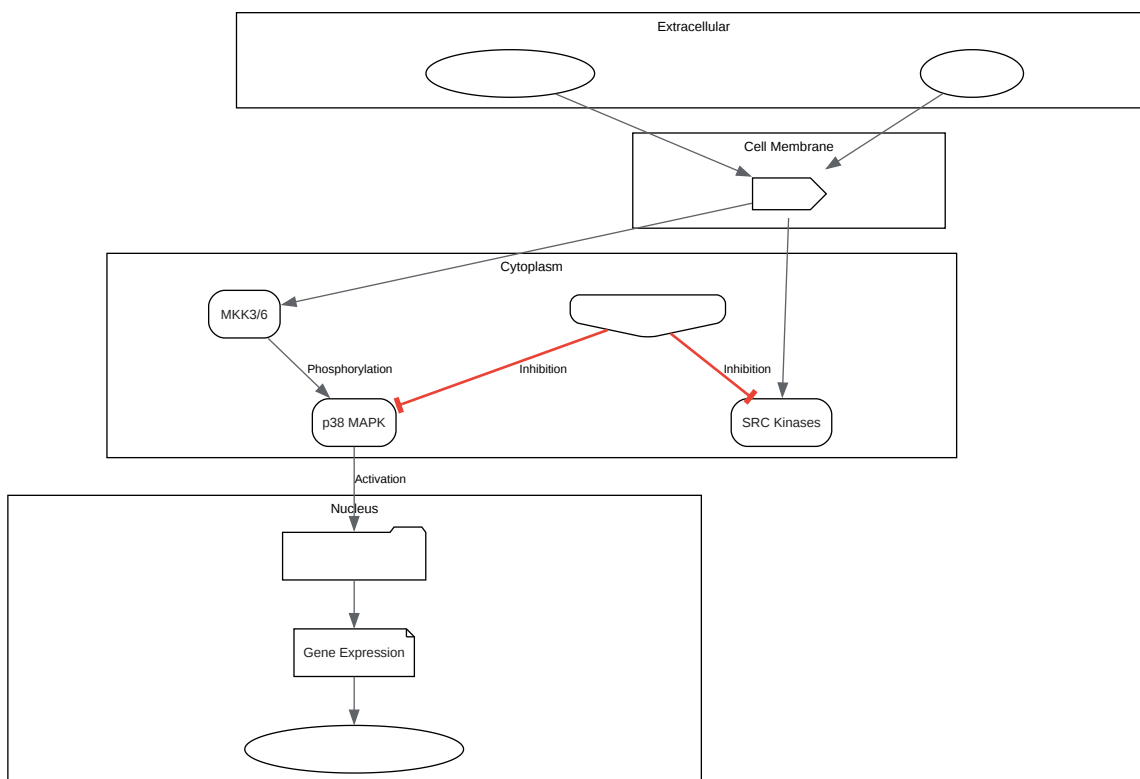 Extracellular
Cell Membrane
Cytoplasm
MKK3/6
Phosphorylation
Inhibition
Inhibition
p38 MAPK
SRC Kinases
Activation
Nucleus
Gene Expression